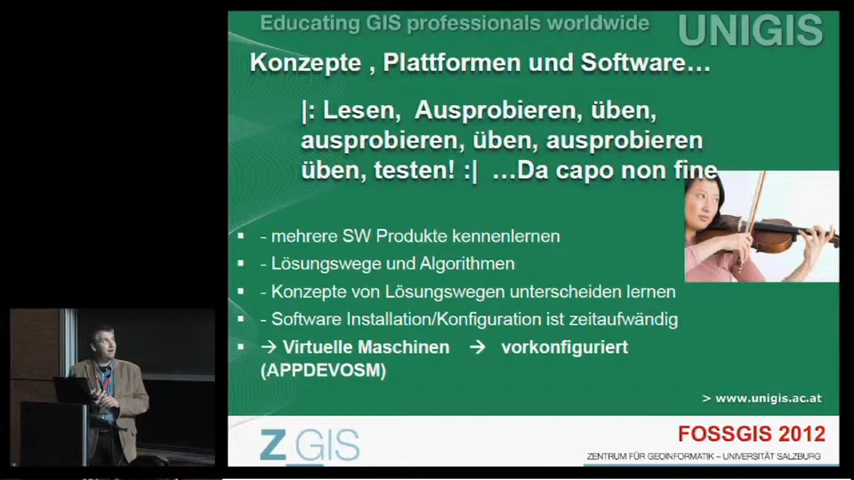 Educating GIS professionals worldwide
UNIGIS
Konzepte , Plattformen und Software…
|: Lesen, Ausprobieren, üben,
ausprobieren, üben, ausprobieren
üben, testen! :| …Da capo non fine
- mehrere SW Produkte kennenlernen
- Lösungswege und Algorithmen
- Konzepte von Lösungswegen unterscheiden lernen
- Software Installation/Konfiguration ist zeitaufwändig
→ Virtuelle Maschinen → vorkonfiguriert
(APPDEVOSM)
> www.unigis.ac.at
Z_GIS
FOSSGIS 2012
ZENTRUM FÜR GEOINFORMATIK – UNIVERSITÄT SALZBURG